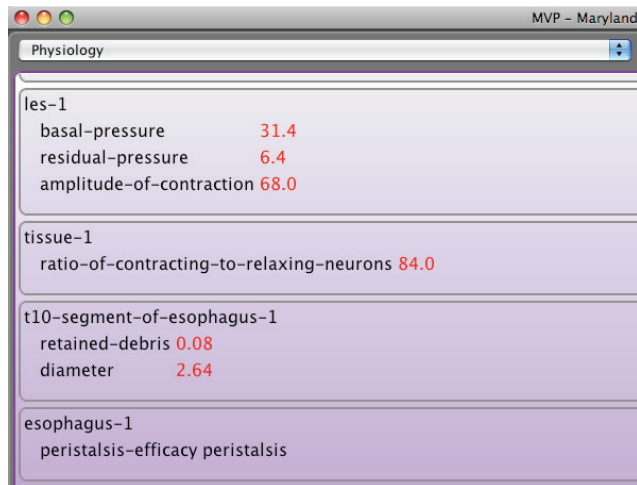 MVP - Maryland
Physiology
les-1
basal-pressure 31.4
residual-pressure 6.4
amplitude-of-contraction 68.0
tissue-1
ratio-of-contracting-to-relaxing-neurons 84.0
t10-segment-of-esophagus-1
retained-debris 0.08
diameter 2.64
esophagus-1
peristalsis-efficacy peristalsis